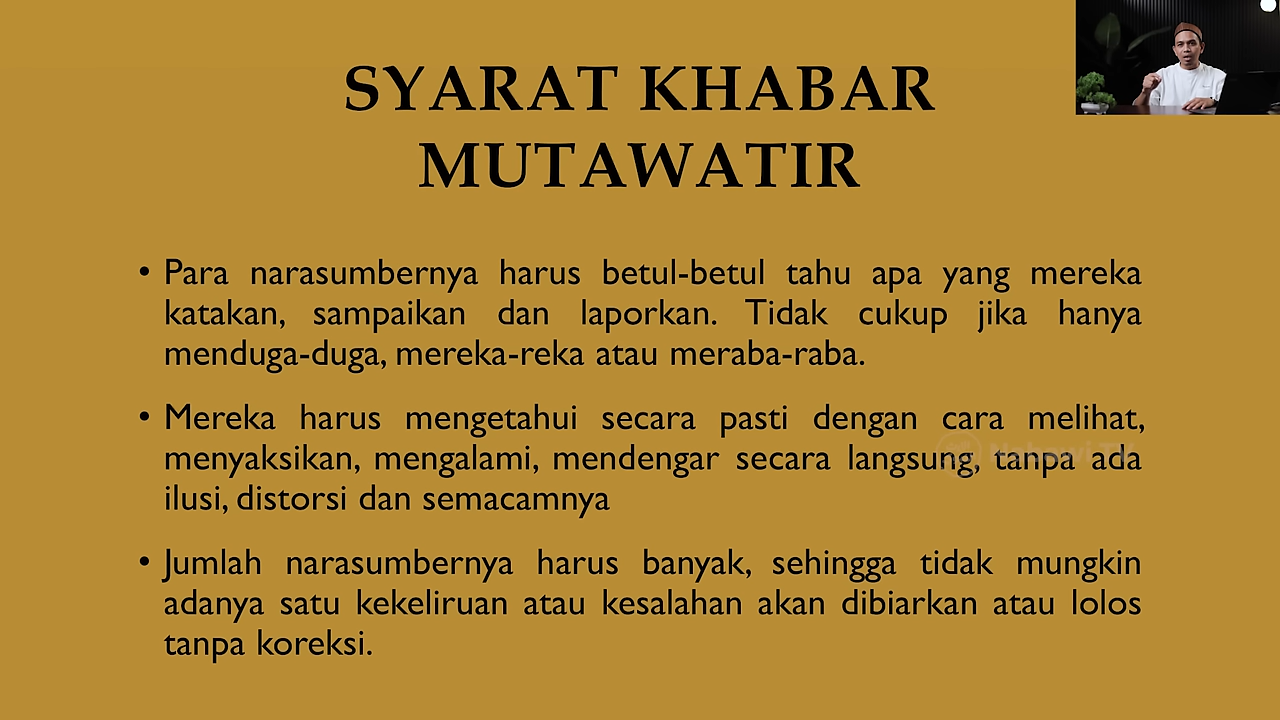 SYARAT KHABAR
MUTAWATIR
• Para narasumbernya harus betul-betul tahu apa yang mereka
katakan, sampaikan dan laporkan. Tidak cukup jika hanya
menduga-duga, mereka-reka atau meraba-raba.
• Mereka harus mengetahui secara pasti dengan cara melihat,
menyaksikan, mengalami, mendengar secara langsung, tanpa ada
ilusi, distorsi dan semacamnya
• Jumlah narasumbernya harus banyak, sehingga tidak mungkin
adanya satu kekeliruan atau kesalahan akan dibiarkan atau lolos
tanpa koreksi.